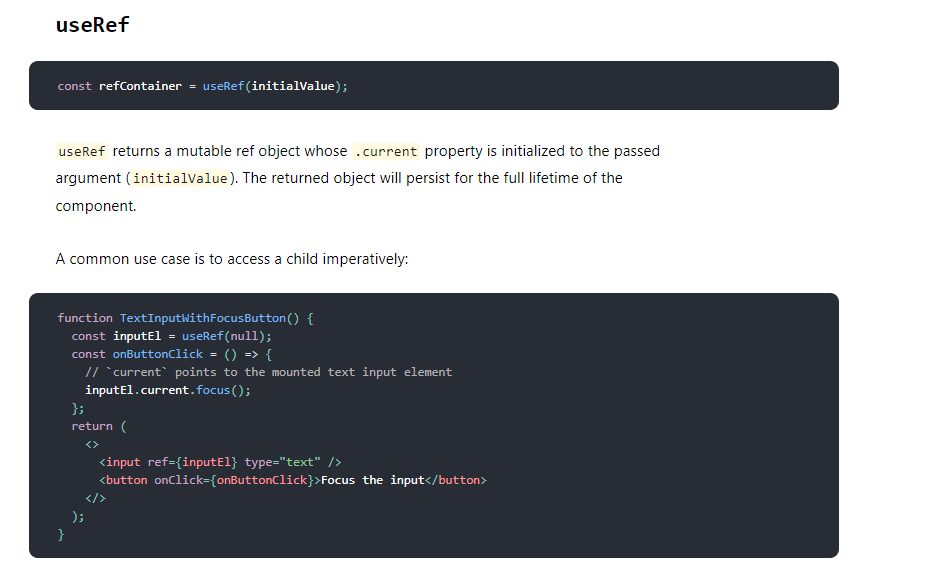 useRef
const refContainer = useRef(initialValue);
useRef returns a mutable ref object whose .current property is initialized to the passed
argument (initialValue). The returned object will persist for the full lifetime of the
component.
A common use case is to access a child imperatively:
function TextInputWithFocusButton() {
  const inputEl = useRef(null);
  const onButtonClick = () => {
    // `current` points to the mounted text input element
    inputEl.current.focus();
  };
  return (
    <>
      <input ref={inputEl} type="text" />
      <button onClick={onButtonClick}>Focus the input</button>
    </>
  );
}